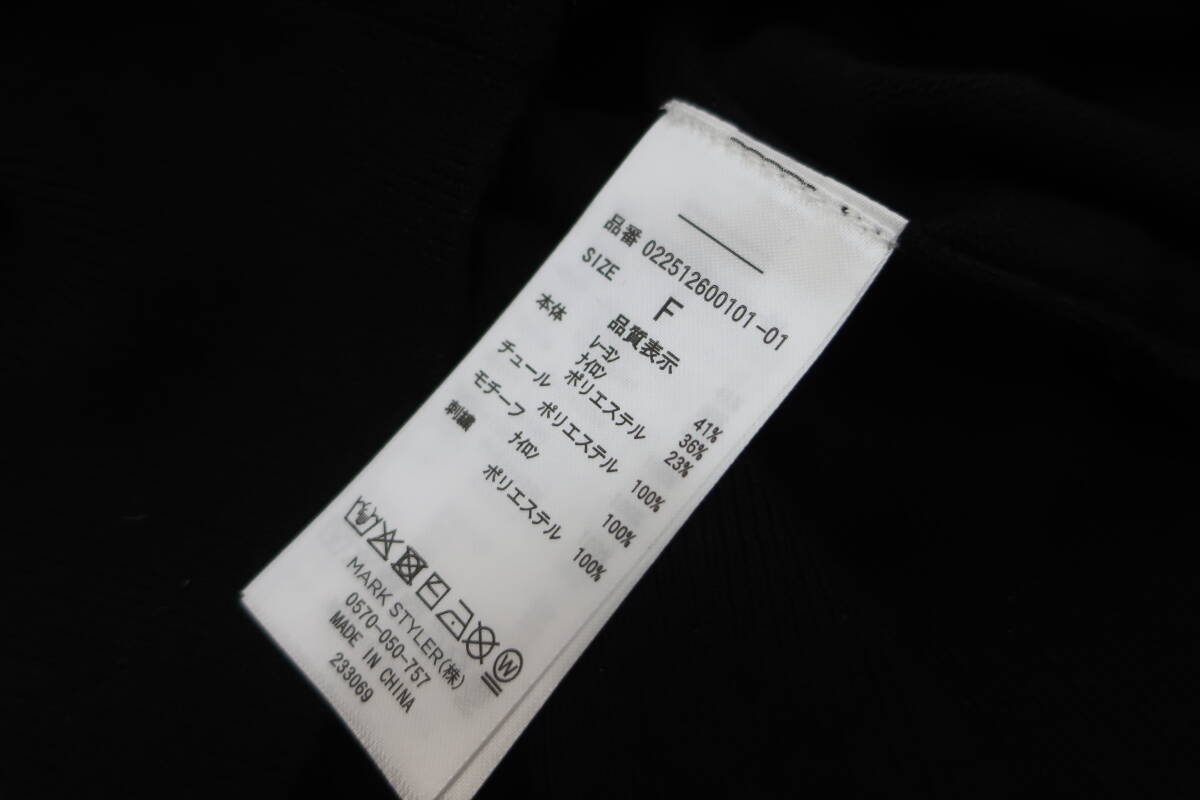 品番 022512600101-01
SIZE F
品質表示
本体 ﾚｰﾖﾝ 41%
ﾅｲﾛﾝ 36%
ポリエステル 23%
チュール ポリエステル 100%
モチーフ ﾅｲﾛﾝ 100%
刺繍 ポリエステル 100%
W
MARK STYLER(株)
0570-050-757
MADE IN CHINA
233069